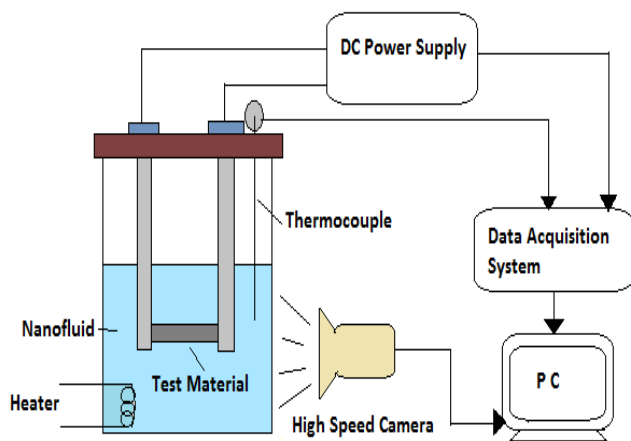 DC Power Supply
Thermocouple
Data Acquisition
System
Nanofluid
Test Material
P C
Heater
High Speed Camera